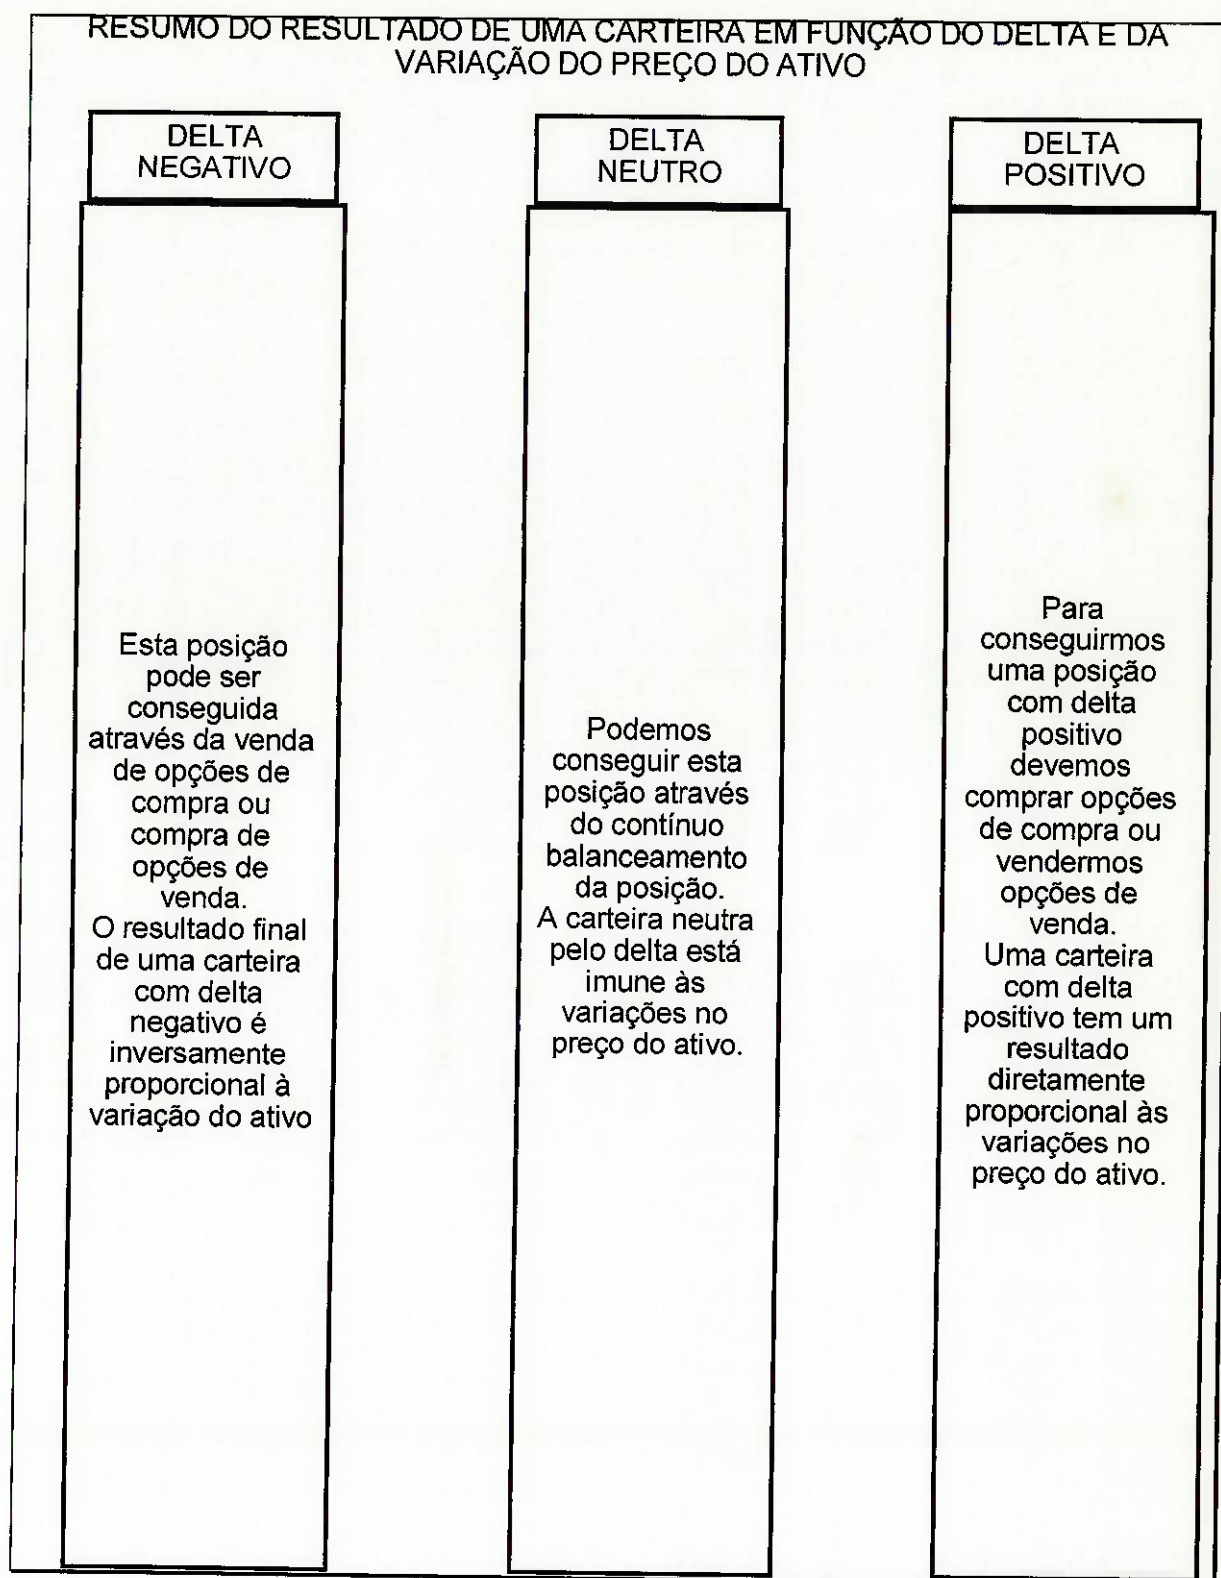 RESUMO DO RESULTADO DE UMA CARTEIRA EM FUNÇÃO DO DELTA E DA
VARIAÇÃO DO PREÇO DO ATIVO
DELTA
NEGATIVO
Esta posição
pode ser
conseguida
através da venda
de opções de
compra ou
compra de
opções de
venda.
O resultado final
de uma carteira
com delta
negativo é
inversamente
proporcional à
variação do ativo
DELTA
NEUTRO
Podemos
conseguir esta
posição através
do contínuo
balanceamento
da posição.
A carteira neutra
pelo delta está
imune às
variações no
preço do ativo.
DELTA
POSITIVO
Para
conseguirmos
uma posição
com delta
positivo
devemos
comprar opções
de compra ou
vendermos
opções de
venda.
Uma carteira
com delta
positivo tem um
resultado
diretamente
proporcional às
variações no
preço do ativo.